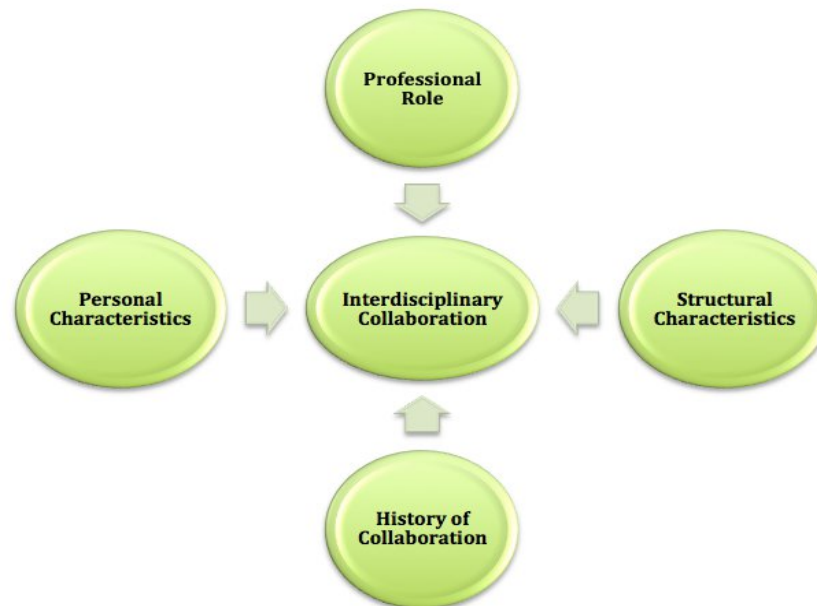 Professional
Role
Personal
Characteristics
Interdisciplinary
Collaboration
Structural
Characteristics
History of
Collaboration